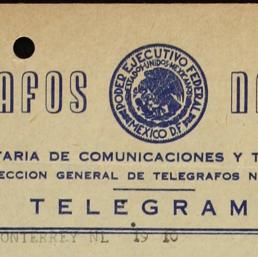 AFOS
PODER EJECUTIVO FEDERAL
ESTADOS UNIDOS MEXICANOS
MEXICO D.F.
TARIA DE COMUNICACIONES Y T
ECCION GENERAL DE TELEGRAFOS N
TELEGRAM
ONTERREY NL 19 10